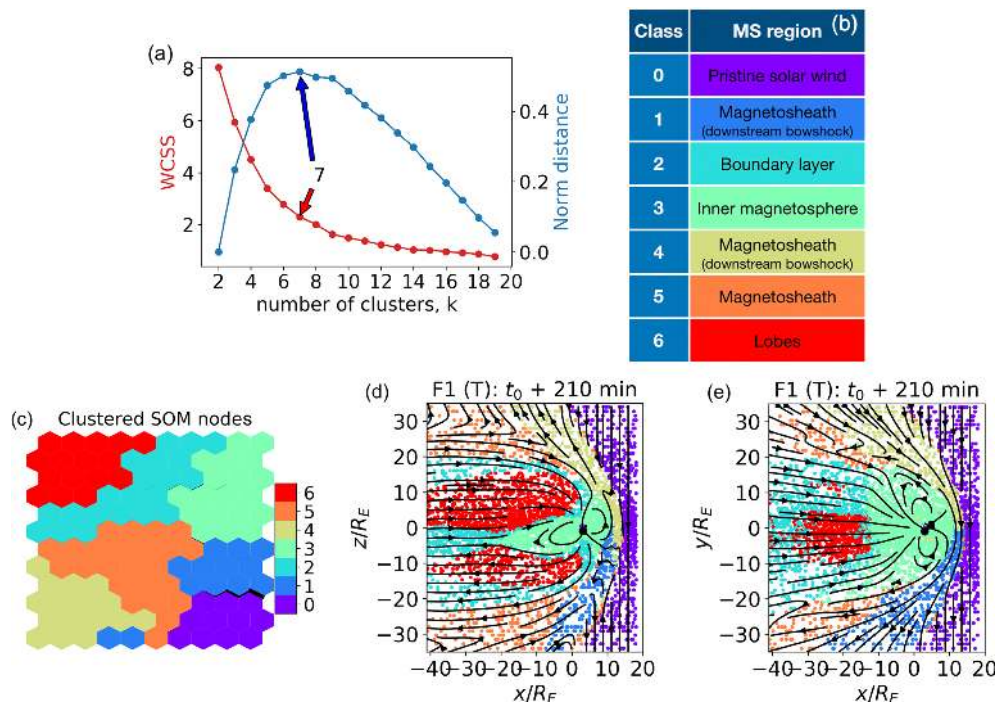 (a)
8
6
4
2
WCSS
7
0.4
0.2
0.0
Norm distance
2 4 6 8 10 12 14 16 18 20
number of clusters, k
Class MS region (b)
0 Pristine solar wind
1 Magnetosheath
(downstream bowshock)
2 Boundary layer
3 Inner magnetosphere
4 Magnetosheath
(downstream bowshock)
5 Magnetosheath
6 Lobes
(c)
Clustered SOM nodes
6
5
4
3
2
1
0
(d)
F1 (T): t₀ + 210 min
30
20
10
0
−10
−20
−30
z/R_E
−40 −30 −20 −10 0 10 20
x/R_E
(e)
F1 (T): t₀ + 210 min
30
20
10
0
−10
−20
−30
y/R_E
−40 −30 −20 −10 0 10 20
x/R_E